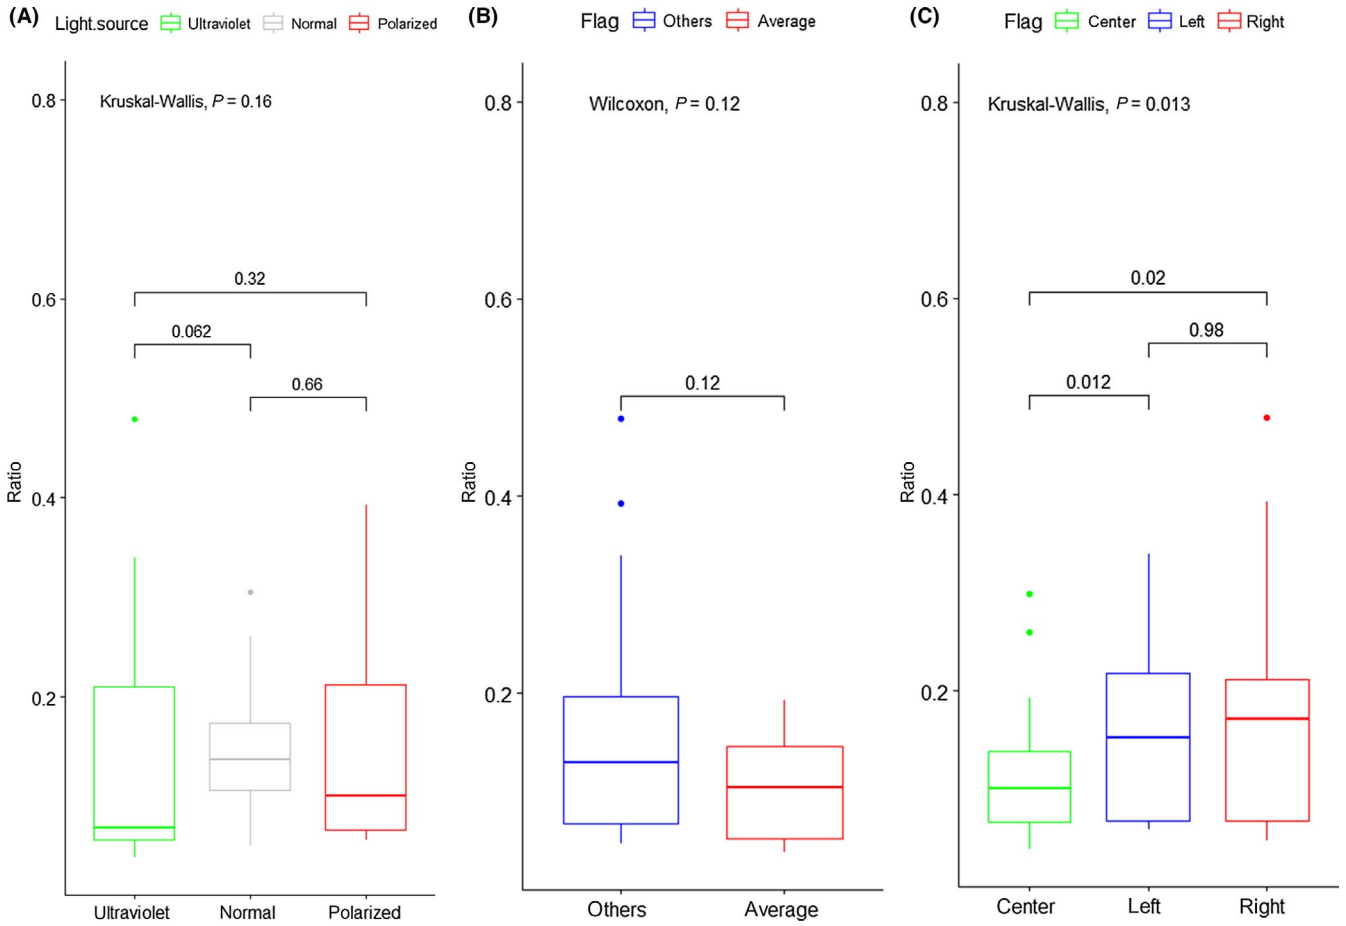 (A) Light.source Ultraviolet Normal Polarized
Kruskal-Wallis, P = 0.16
0.8
0.6
0.4
0.2
Ratio
0.32
0.062
0.66
Ultraviolet Normal Polarized
(B) Flag Others Average
Wilcoxon, P = 0.12
0.8
0.6
0.4
0.2
Ratio
0.12
Others Average
(C) Flag Center Left Right
Kruskal-Wallis, P = 0.013
0.8
0.6
0.4
0.2
Ratio
0.02
0.98
0.012
Center Left Right